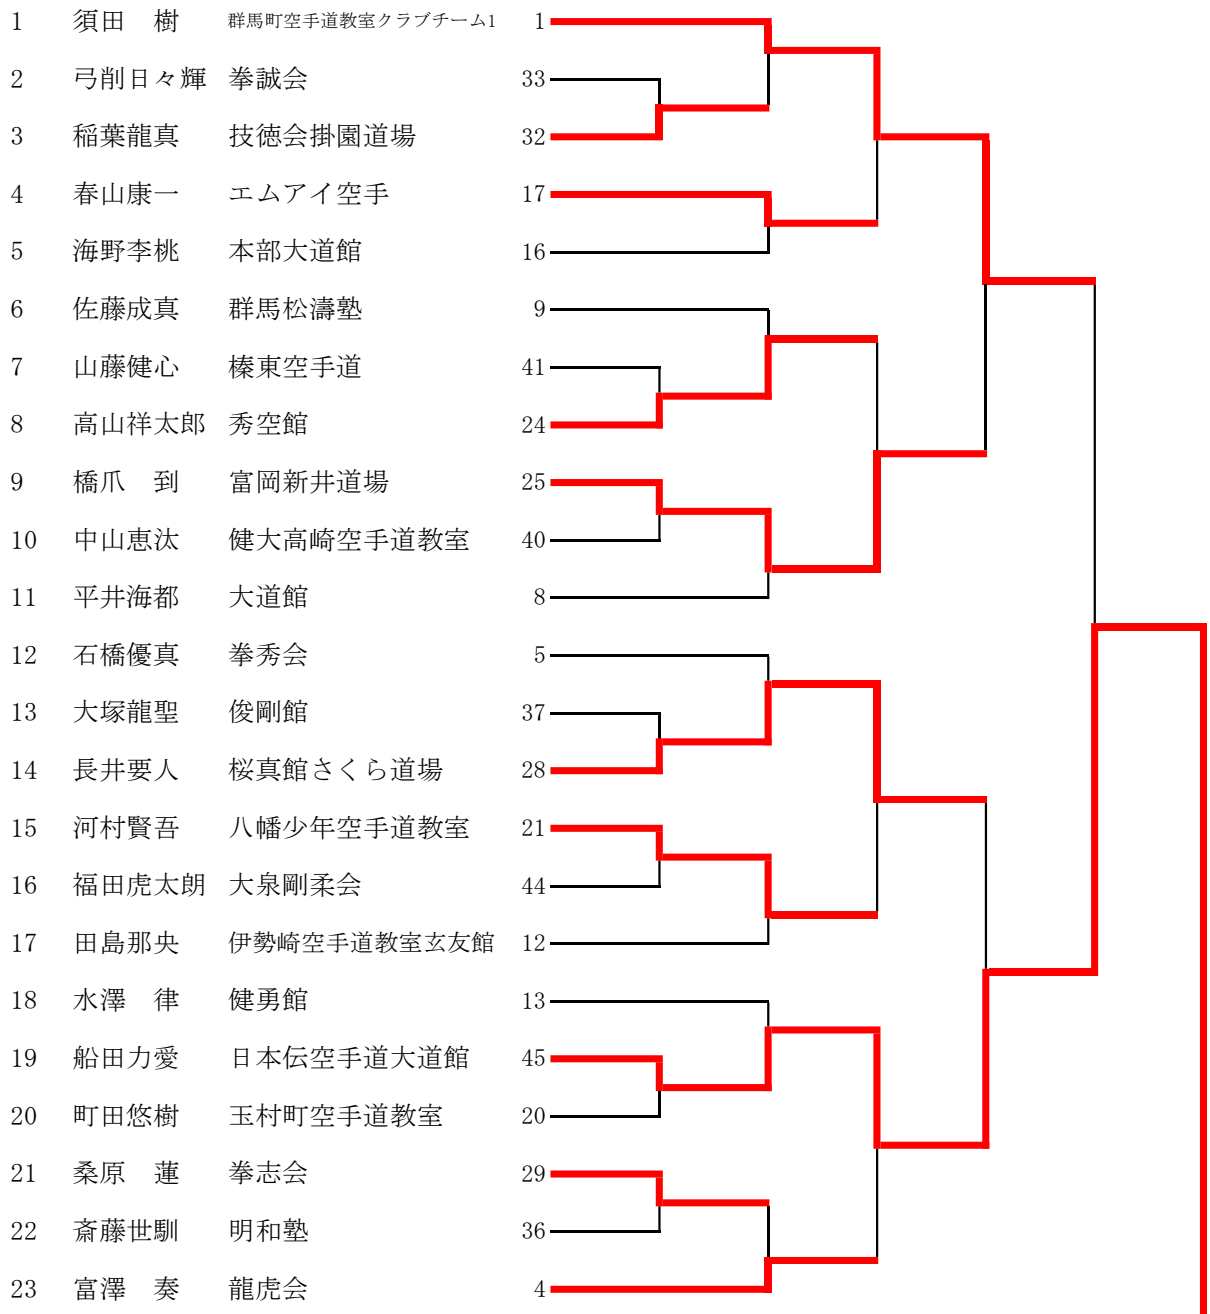 1 須田 樹 群馬町空手道教室クラブチーム1 1
2 弓削日々輝 拳誠会 33
3 稲葉龍真 技徳会掛園道場 32
4 春山康一 エムアイ空手 17
5 海野李桃 本部大道館 16
6 佐藤成真 群馬松濤塾 9
7 山藤健心 榛東空手道 41
8 高山祥太郎 秀空館 24
9 橋爪 到 富岡新井道場 25
10 中山恵汰 健大高崎空手道教室 40
11 平井海都 大道館 8
12 石橋優真 拳秀会 5
13 大塚龍聖 俊剛館 37
14 長井要人 桜真館さくら道場 28
15 河村賢吾 八幡少年空手道教室 21
16 福田虎太朗 大泉剛柔会 44
17 田島那央 伊勢崎空手道教室玄友館 12
18 水澤 律 健勇館 13
19 船田力愛 日本伝空手道大道館 45
20 町田悠樹 玉村町空手道教室 20
21 桑原 蓮 拳志会 29
22 斎藤世馴 明和塾 36
23 富澤 奏 龍虎会 4